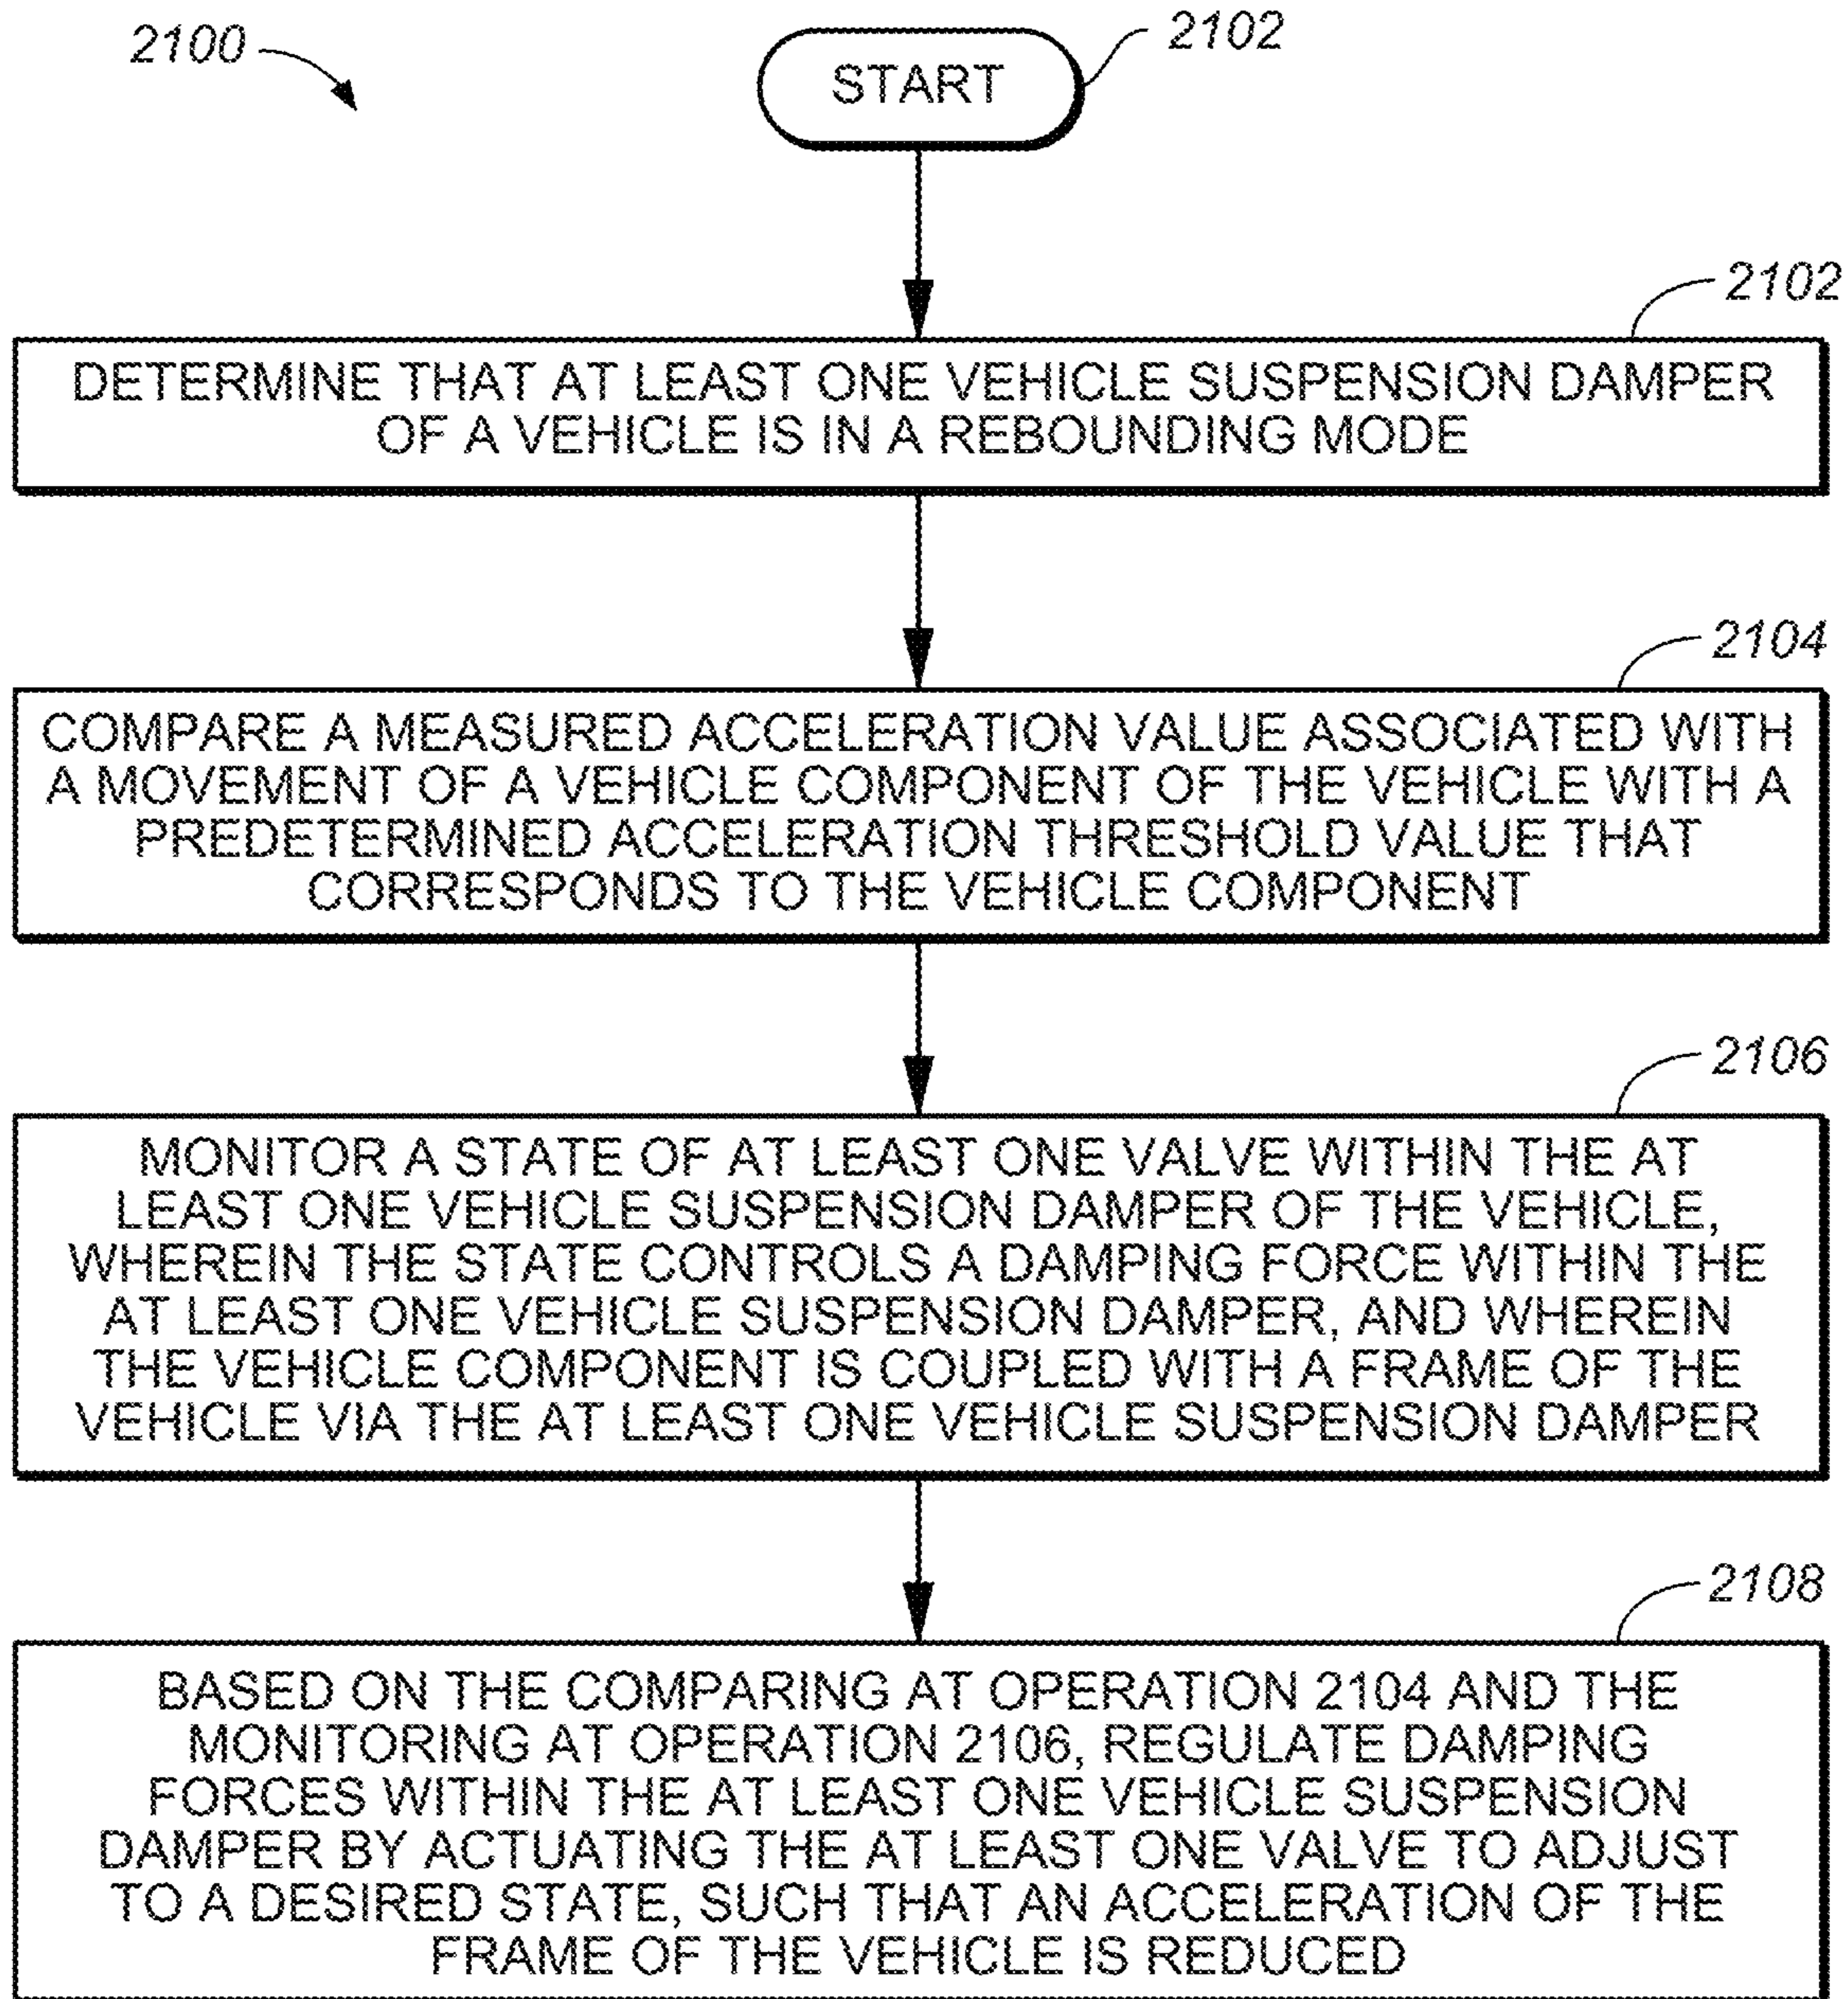 2100
2102
START
2102
DETERMINE THAT AT LEAST ONE VEHICLE SUSPENSION DAMPER
OF A VEHICLE IS IN A REBOUNDING MODE
2104
COMPARE A MEASURED ACCELERATION VALUE ASSOCIATED WITH
A MOVEMENT OF A VEHICLE COMPONENT OF THE VEHICLE WITH A
PREDETERMINED ACCELERATION THRESHOLD VALUE THAT
CORRESPONDS TO THE VEHICLE COMPONENT
2106
MONITOR A STATE OF AT LEAST ONE VALVE WITHIN THE AT
LEAST ONE VEHICLE SUSPENSION DAMPER OF THE VEHICLE,
WHEREIN THE STATE CONTROLS A DAMPING FORCE WITHIN THE
AT LEAST ONE VEHICLE SUSPENSION DAMPER, AND WHEREIN
THE VEHICLE COMPONENT IS COUPLED WITH A FRAME OF THE
VEHICLE VIA THE AT LEAST ONE VEHICLE SUSPENSION DAMPER
2108
BASED ON THE COMPARING AT OPERATION 2104 AND THE
MONITORING AT OPERATION 2106, REGULATE DAMPING
FORCES WITHIN THE AT LEAST ONE VEHICLE SUSPENSION
DAMPER BY ACTUATING THE AT LEAST ONE VALVE TO ADJUST
TO A DESIRED STATE, SUCH THAT AN ACCELERATION OF THE
FRAME OF THE VEHICLE IS REDUCED